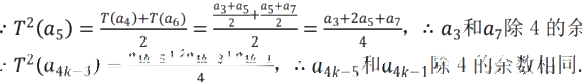 ∵ T²(a₅) = (T(a₄)+T(a₆))/2 = ((a₃+a₅)/2+(a₅+a₇)/2)/2 = (a₃+2a₅+a₇)/4, ∴ a₃和a₇除 4 的余
∵ T²(a₄ₖ₋₃) = /4, ∴ a₄ₖ₋₅和a₄ₖ₋₁除 4 的余数相同.